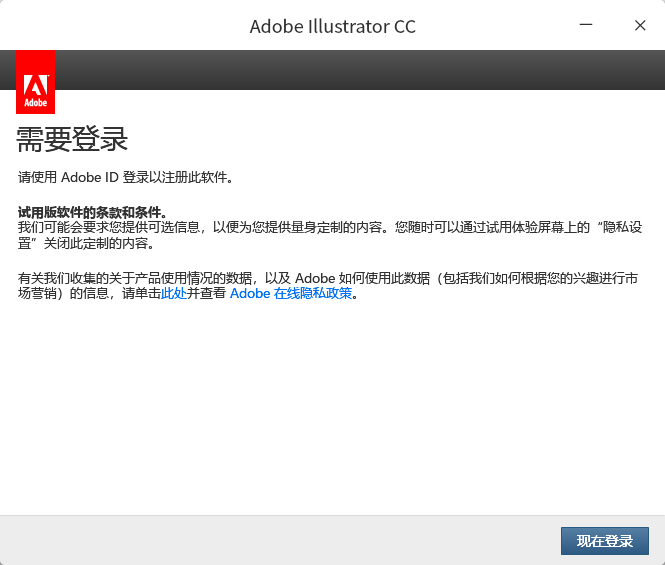 Adobe Illustrator CC
Adobe
需要登录
请使用 Adobe ID 登录以注册此软件。
试用版软件的条款和条件。
我们可能会要求您提供可选信息，以便为您提供量身定制的内容。您随时可以通过试用体验屏幕上的“隐私设
置”关闭此定制的内容。
有关我们收集的关于产品使用情况的数据，以及 Adobe 如何使用此数据（包括我们如何根据您的兴趣进行市
场营销）的信息，请单击此处并查看 Adobe 在线隐私政策。
现在登录